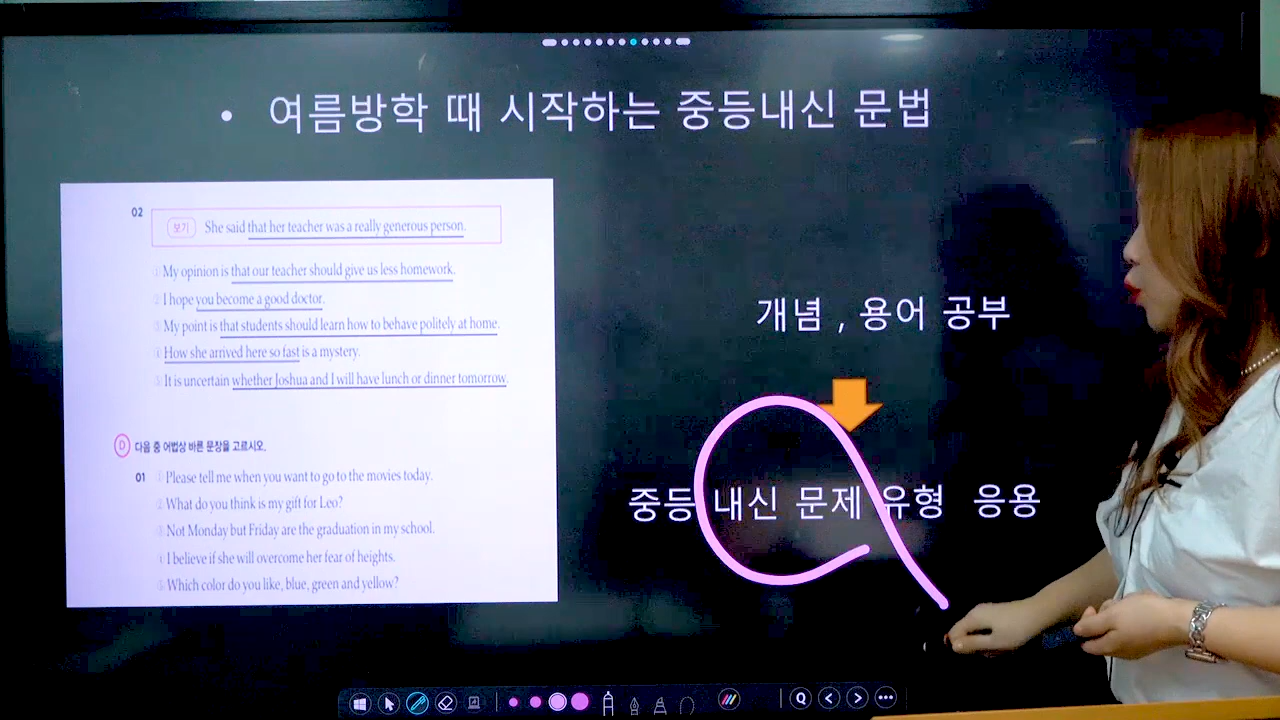 • 여름방학 때 시작하는 중등내신 문법
02
보기 She said that her teacher was a really generous person.
① My opinion is that our teacher should give us less homework.
② I hope you become a good doctor.
③ My point is that students should learn how to behave politely at home.
④ How she arrived here so fast is a mystery.
⑤ It is uncertain whether Joshua and I will have lunch or dinner tomorrow.
D 다음 중 어법상 바른 문장을 고르시오.
01 ① Please tell me when you want to go to the movies today.
② What do you think is my gift for Leo?
③ Not Monday but Friday are the graduation in my school.
④ I believe if she will overcome her fear of heights.
⑤ Which color do you like, blue, green and yellow?
개념 , 용어 공부
중등 내신 문제 유형 응용